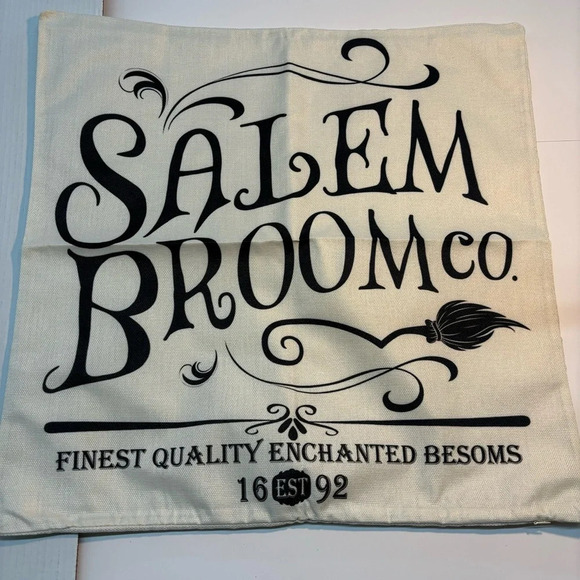 SALEM
BROOM CO.
FINEST QUALITY ENCHANTED BESOMS
16 EST 92